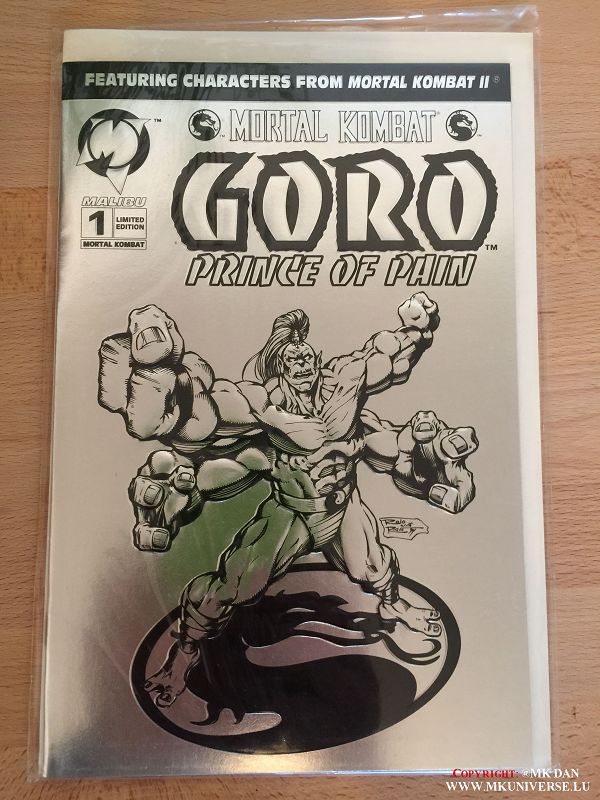 FEATURING CHARACTERS FROM MORTAL KOMBAT II®
MORTAL KOMBAT®
GORO™
PRINCE OF PAIN
MALIBU
1 LIMITED
EDITION
MORTAL KOMBAT
COPYRIGHT: @MK DAN
WWW.MKUNIVERSE.LU